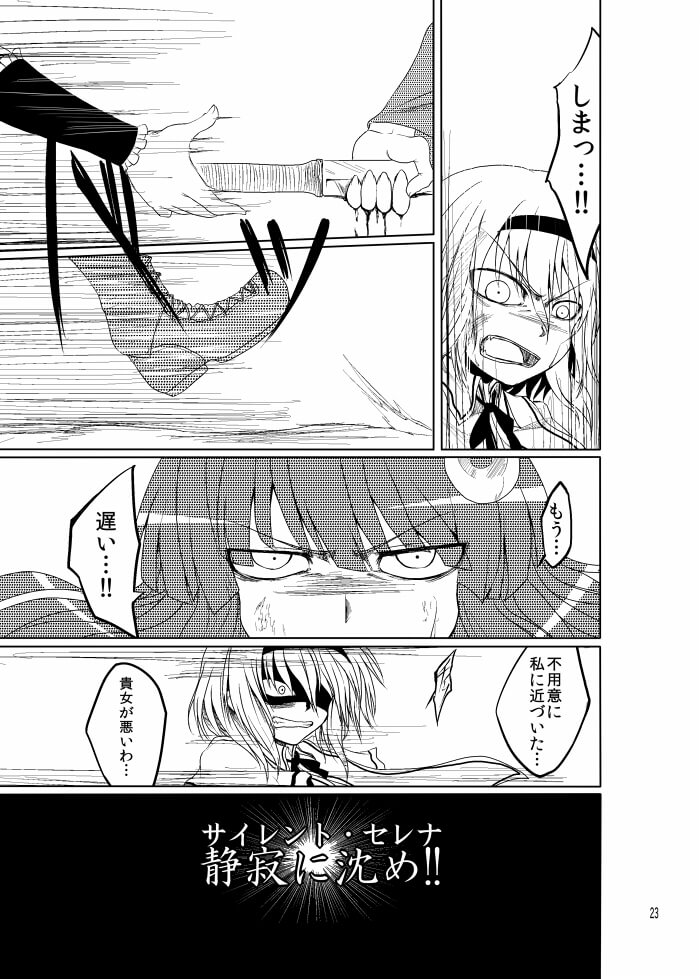 しまっ…!!
もう…
遅い…!!
不用意に
私に近づいた…
貴女が悪いわ…
サイレント・セレナ
静寂に沈め!!
23